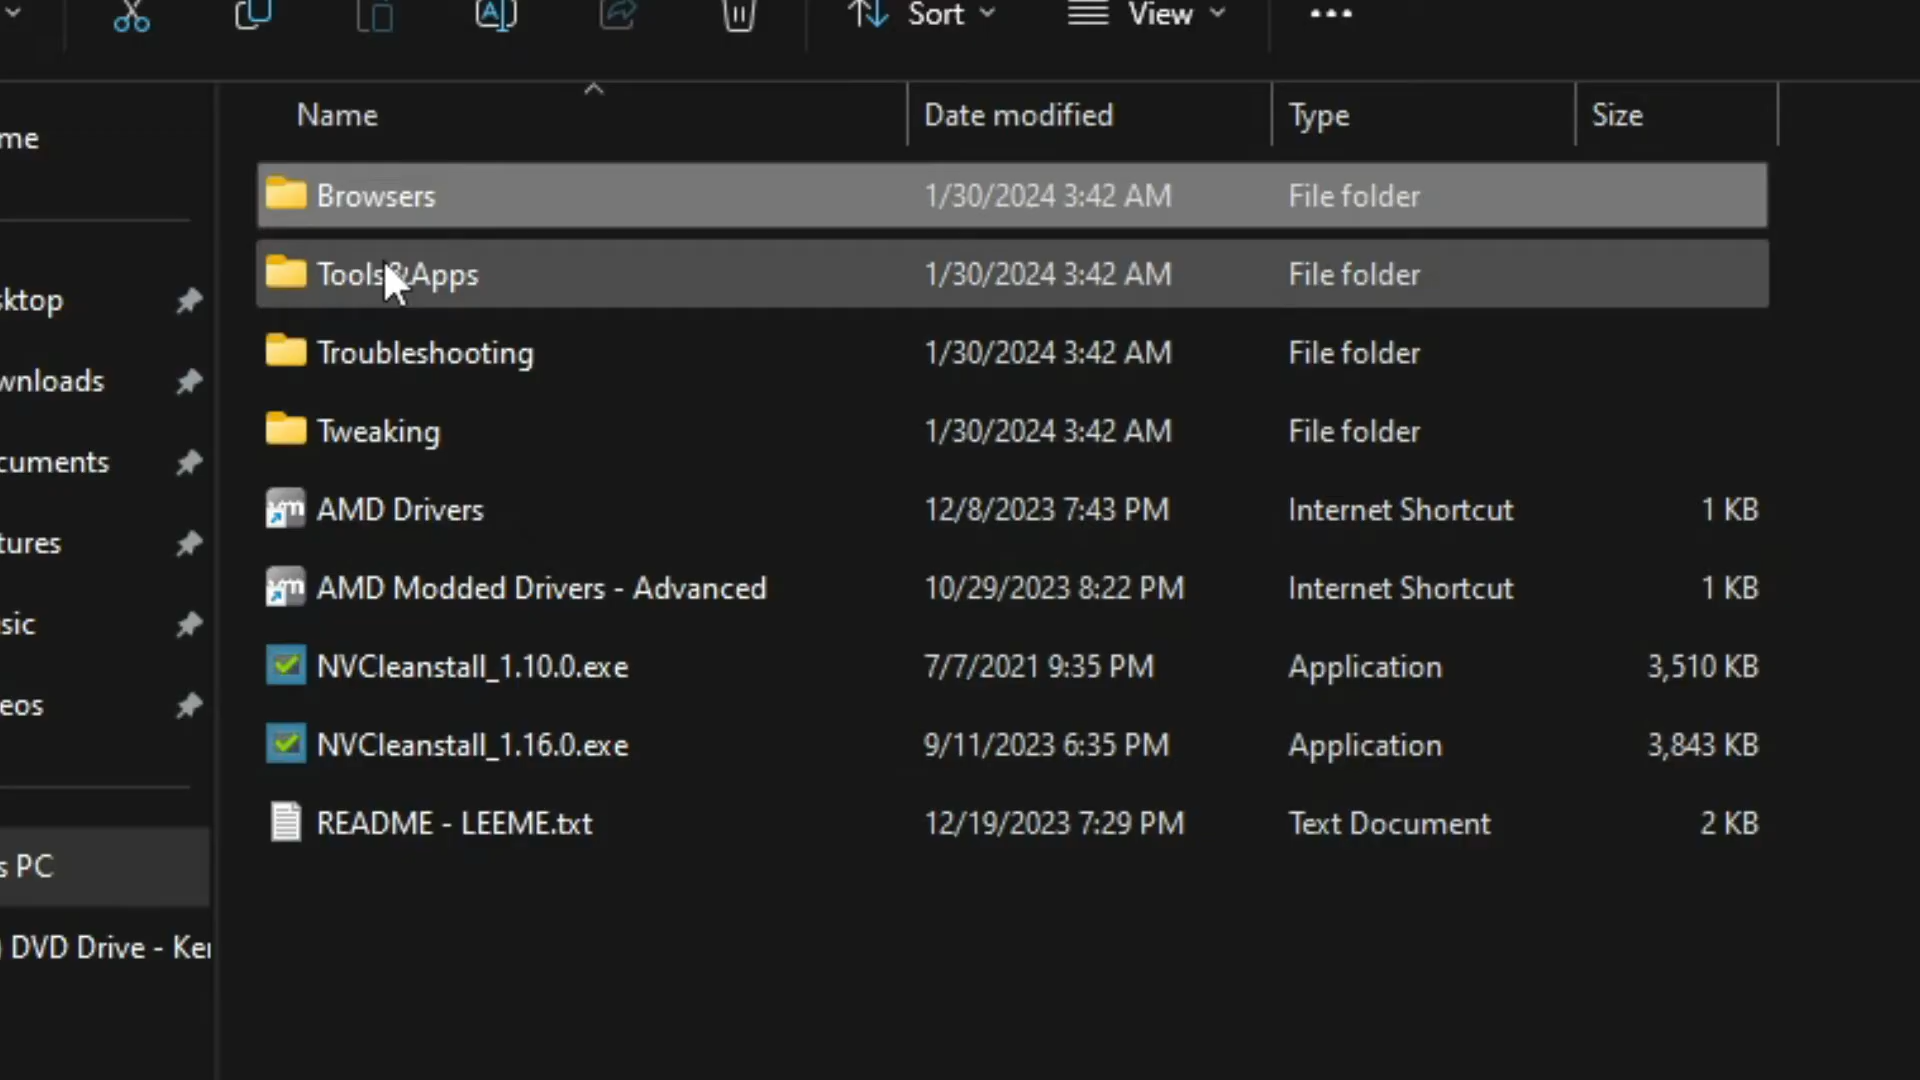 Sort View
Name Date modified Type Size
Browsers 1/30/2024 3:42 AM File folder
Tools&Apps 1/30/2024 3:42 AM File folder
Troubleshooting 1/30/2024 3:42 AM File folder
Tweaking 1/30/2024 3:42 AM File folder
AMD Drivers 12/8/2023 7:43 PM Internet Shortcut 1 KB
AMD Modded Drivers - Advanced 10/29/2023 8:22 PM Internet Shortcut 1 KB
NVCleanstall_1.10.0.exe 7/7/2021 9:35 PM Application 3,510 KB
NVCleanstall_1.16.0.exe 9/11/2023 6:35 PM Application 3,843 KB
README - LEEME.txt 12/19/2023 7:29 PM Text Document 2 KB
me
sktop
wnloads
cuments
tures
sic
eos
s PC
DVD Drive - Ker